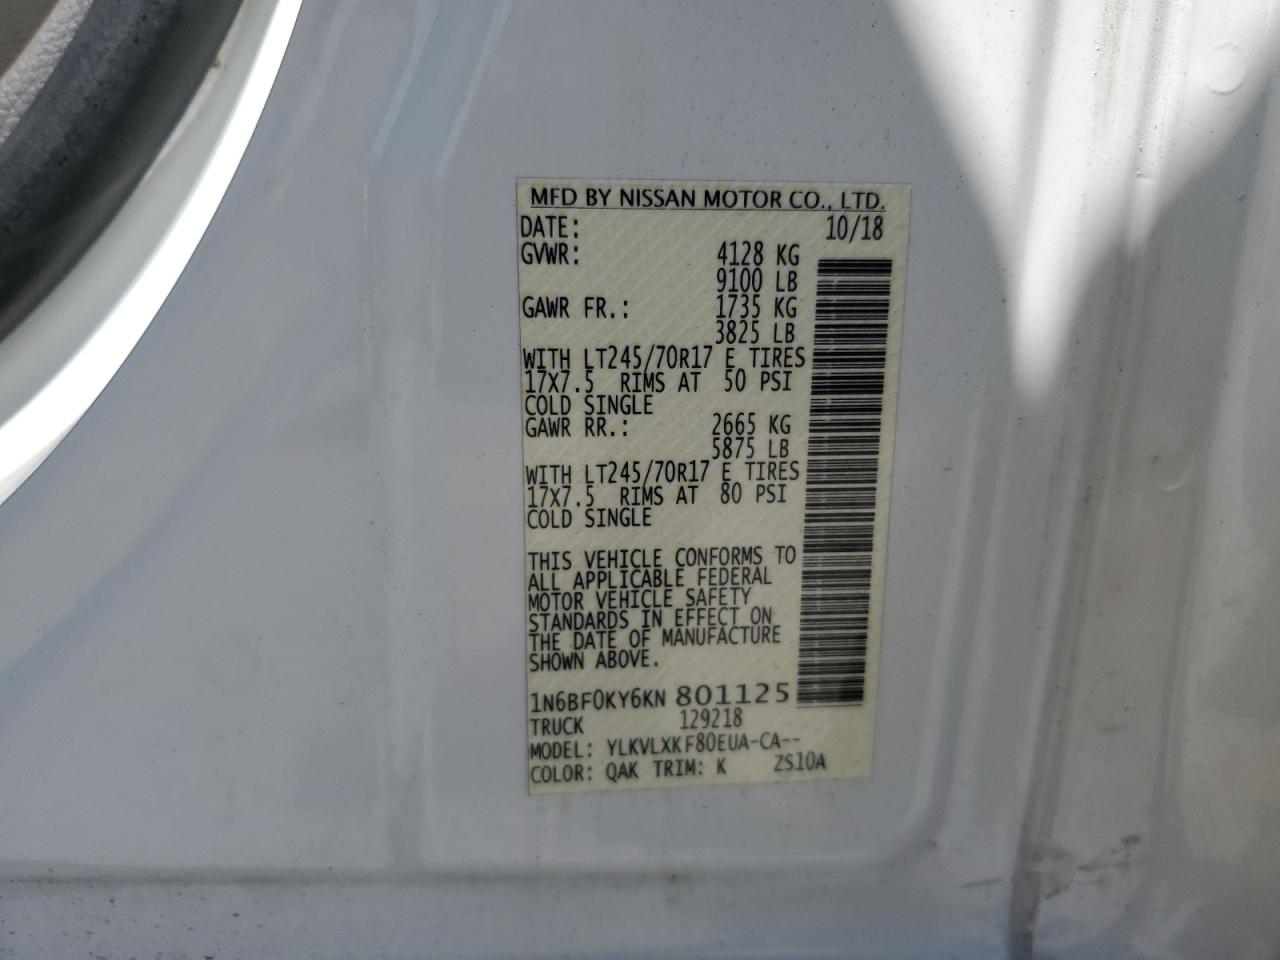 MFD BY NISSAN MOTOR CO., LTD.
DATE: 10/18
GVWR: 4128 KG
9100 LB
GAWR FR.: 1735 KG
3825 LB
WITH LT245/70R17 E TIRES
17X7.5 RIMS AT 50 PSI
COLD SINGLE
GAWR RR.: 2665 KG
5875 LB
WITH LT245/70R17 E TIRES
17X7.5 RIMS AT 80 PSI
COLD SINGLE
THIS VEHICLE CONFORMS TO
ALL APPLICABLE FEDERAL
MOTOR VEHICLE SAFETY
STANDARDS IN EFFECT ON
THE DATE OF MANUFACTURE
SHOWN ABOVE.
1N6BF0KY6KN 801125
TRUCK 129218
MODEL: YLKVLXKF80EUA-CA--
COLOR: QAK TRIM: K ZS10A